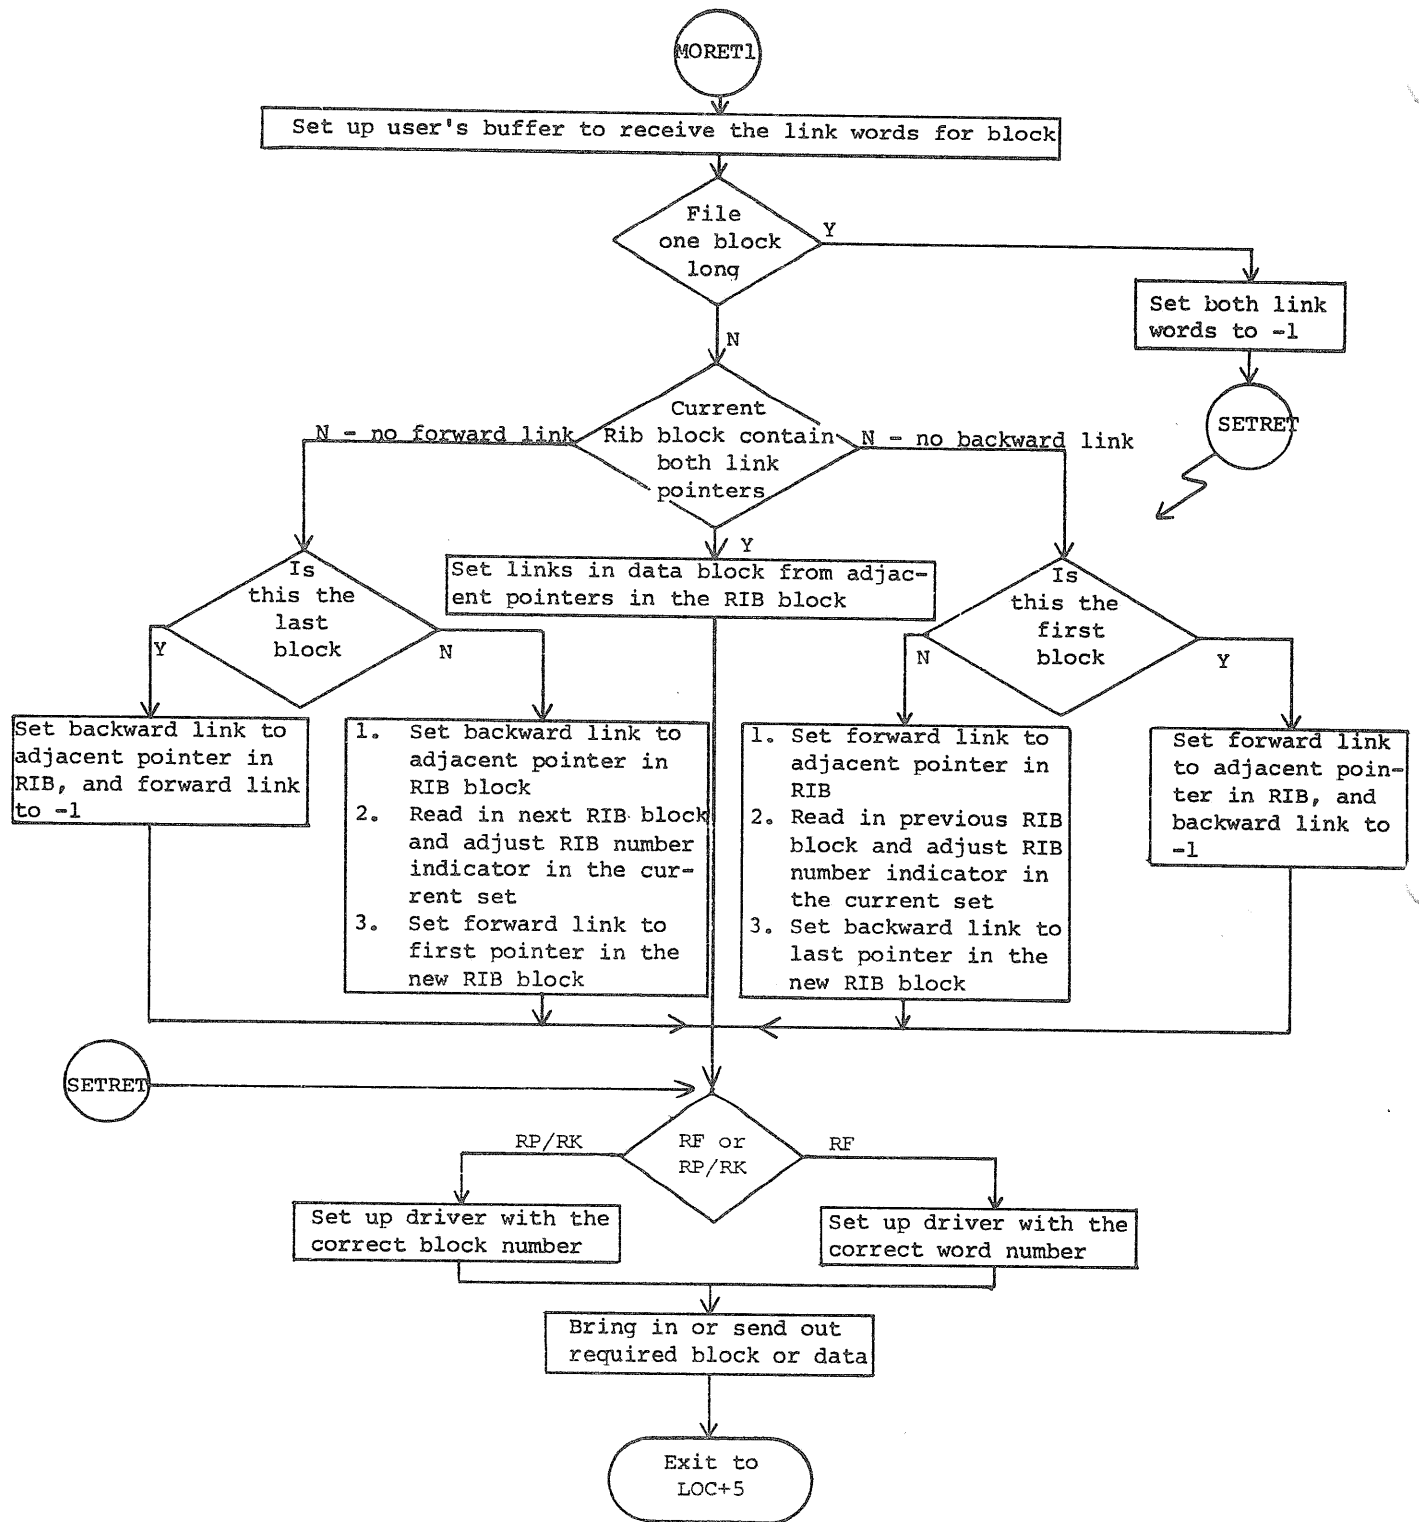 MORET1
Set up user's buffer to receive the link words for block
File
one block
long
Y
Set both link
words to -1
N
SETRET
Current
Rib block contain
both link
pointers
N - no forward link
N - no backward link
Y
Is
this the
last
block
Set links in data block from adjac-
ent pointers in the RIB block
Is
this the
first
block
Y
N
N
Y
Set backward link to
adjacent pointer in
RIB, and forward link
to -1
1. Set backward link to
adjacent pointer in
RIB block
2. Read in next RIB block
and adjust RIB number
indicator in the cur-
rent set
3. Set forward link to
first pointer in the
new RIB block
1. Set forward link to
adjacent pointer in
RIB
2. Read in previous RIB
block and adjust RIB
number indicator in
the current set
3. Set backward link to
last pointer in the
new RIB block
Set forward link
to adjacent poin-
ter in RIB, and
backward link to
-1
SETRET
RF or
RP/RK
RP/RK
RF
Set up driver with the
correct block number
Set up driver with the
correct word number
Bring in or send out
required block or data
Exit to
LOC+5